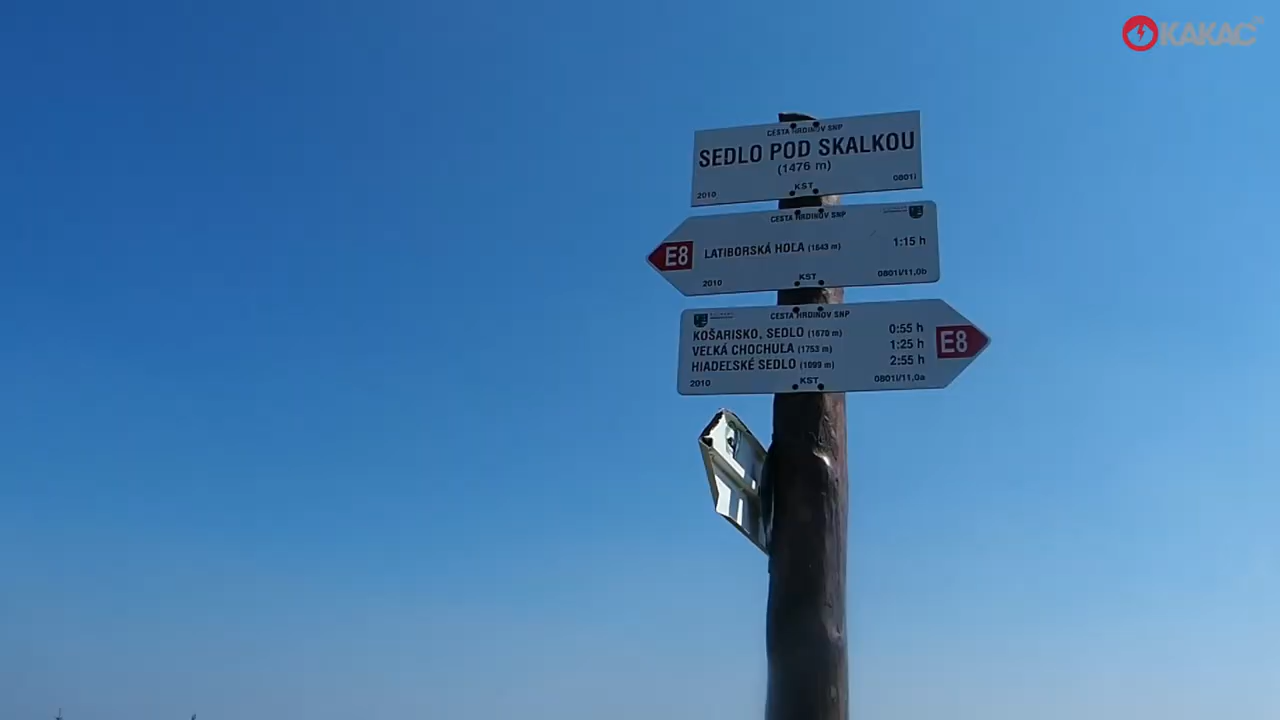 KAKAC
CESTA HRDINOV SNP
SEDLO POD SKALKOU
(1476 m)
2010 KST 0801i
CESTA HRDINOV SNP
E8 LATIBORSKÁ HOĽA (1643 m) 1:15 h
2010 KST 0801i/11,0b
CESTA HRDINOV SNP
KOŠARISKO, SEDLO (1670 m) 0:55 h
VEĽKÁ CHOCHUĽA (1753 m) 1:25 h E8
HIADEĽSKÉ SEDLO (1099 m) 2:55 h
2010 KST 0801i/11,0a